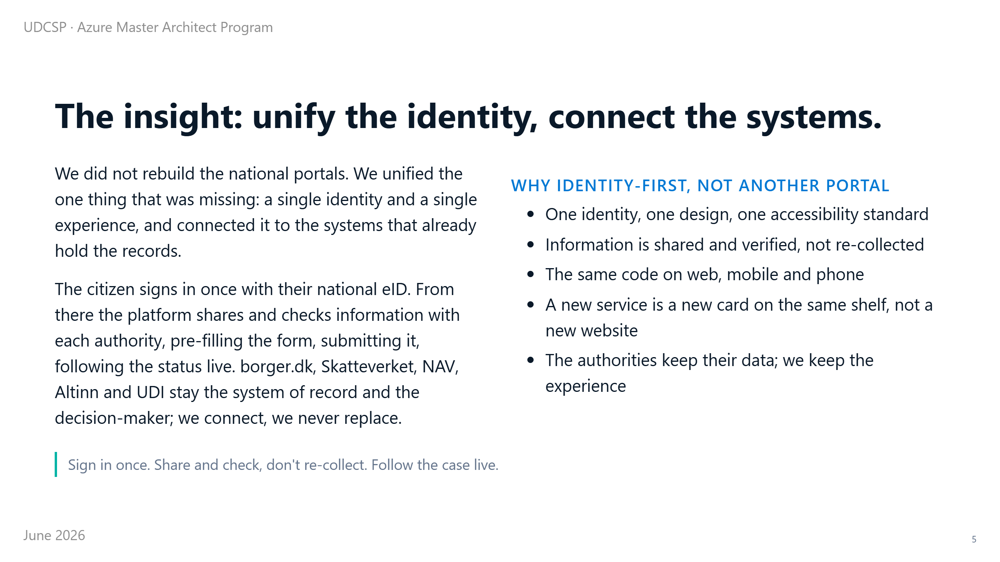 UDCSP · Azure Master Architect Program
The insight: unify the identity, connect the systems.
We did not rebuild the national portals. We unified the
one thing that was missing: a single identity and a single
experience, and connected it to the systems that already
hold the records.
The citizen signs in once with their national eID. From
there the platform shares and checks information with
each authority, pre-filling the form, submitting it,
following the status live. borger.dk, Skatteverket, NAV,
Altinn and UDI stay the system of record and the
decision-maker; we connect, we never replace.
WHY IDENTITY-FIRST, NOT ANOTHER PORTAL
• One identity, one design, one accessibility standard
• Information is shared and verified, not re-collected
• The same code on web, mobile and phone
• A new service is a new card on the same shelf, not a
new website
• The authorities keep their data; we keep the
experience
Sign in once. Share and check, don't re-collect. Follow the case live.
June 2026
5